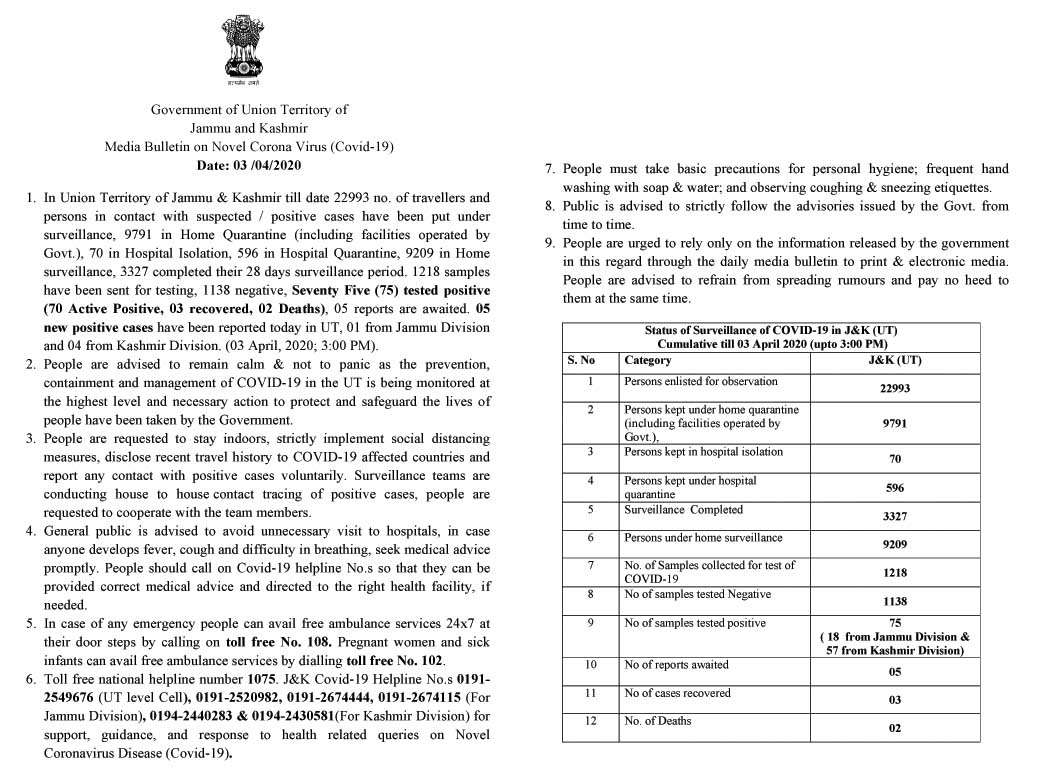 सत्यमेव जयते
Government of Union Territory of
Jammu and Kashmir
Media Bulletin on Novel Corona Virus (Covid-19)
Date: 03 /04/2020
1. In Union Territory of Jammu & Kashmir till date 22993 no. of travellers and
persons in contact with suspected / positive cases have been put under
surveillance, 9791 in Home Quarantine (including facilities operated by
Govt.), 70 in Hospital Isolation, 596 in Hospital Quarantine, 9209 in Home
surveillance, 3327 completed their 28 days surveillance period. 1218 samples
have been sent for testing, 1138 negative, Seventy Five (75) tested positive
(70 Active Positive, 03 recovered, 02 Deaths), 05 reports are awaited. 05
new positive cases have been reported today in UT, 01 from Jammu Division
and 04 from Kashmir Division. (03 April, 2020; 3:00 PM).
2. People are advised to remain calm & not to panic as the prevention,
containment and management of COVID-19 in the UT is being monitored at
the highest level and necessary action to protect and safeguard the lives of
people have been taken by the Government.
3. People are requested to stay indoors, strictly implement social distancing
measures, disclose recent travel history to COVID-19 affected countries and
report any contact with positive cases voluntarily. Surveillance teams are
conducting house to house contact tracing of positive cases, people are
requested to cooperate with the team members.
4. General public is advised to avoid unnecessary visit to hospitals, in case
anyone develops fever, cough and difficulty in breathing, seek medical advice
promptly. People should call on Covid-19 helpline No.s so that they can be
provided correct medical advice and directed to the right health facility, if
needed.
5. In case of any emergency people can avail free ambulance services 24x7 at
their door steps by calling on toll free No. 108. Pregnant women and sick
infants can avail free ambulance services by dialling toll free No. 102.
6. Toll free national helpline number 1075. J&K Covid-19 Helpline No.s 0191-
2549676 (UT level Cell), 0191-2520982, 0191-2674444, 0191-2674115 (For
Jammu Division), 0194-2440283 & 0194-2430581(For Kashmir Division) for
support, guidance, and response to health related queries on Novel
Coronavirus Disease (Covid-19).
7. People must take basic precautions for personal hygiene; frequent hand
washing with soap & water; and observing coughing & sneezing etiquettes.
8. Public is advised to strictly follow the advisories issued by the Govt. from
time to time.
9. People are urged to rely only on the information released by the government
in this regard through the daily media bulletin to print & electronic media.
People are advised to refrain from spreading rumours and pay no heed to
them at the same time.
Status of Surveillance of COVID-19 in J&K (UT)
Cumulative till 03 April 2020 (upto 3:00 PM)
S. No Category J&K (UT)
1 Persons enlisted for observation 22993
2 Persons kept under home quarantine
(including facilities operated by
Govt.), 9791
3 Persons kept in hospital isolation 70
4 Persons kept under hospital
quarantine 596
5 Surveillance Completed 3327
6 Persons under home surveillance 9209
7 No. of Samples collected for test of
COVID-19 1218
8 No of samples tested Negative 1138
9 No of samples tested positive 75
( 18 from Jammu Division &
57 from Kashmir Division)
10 No of reports awaited 05
11 No of cases recovered 03
12 No. of Deaths 02